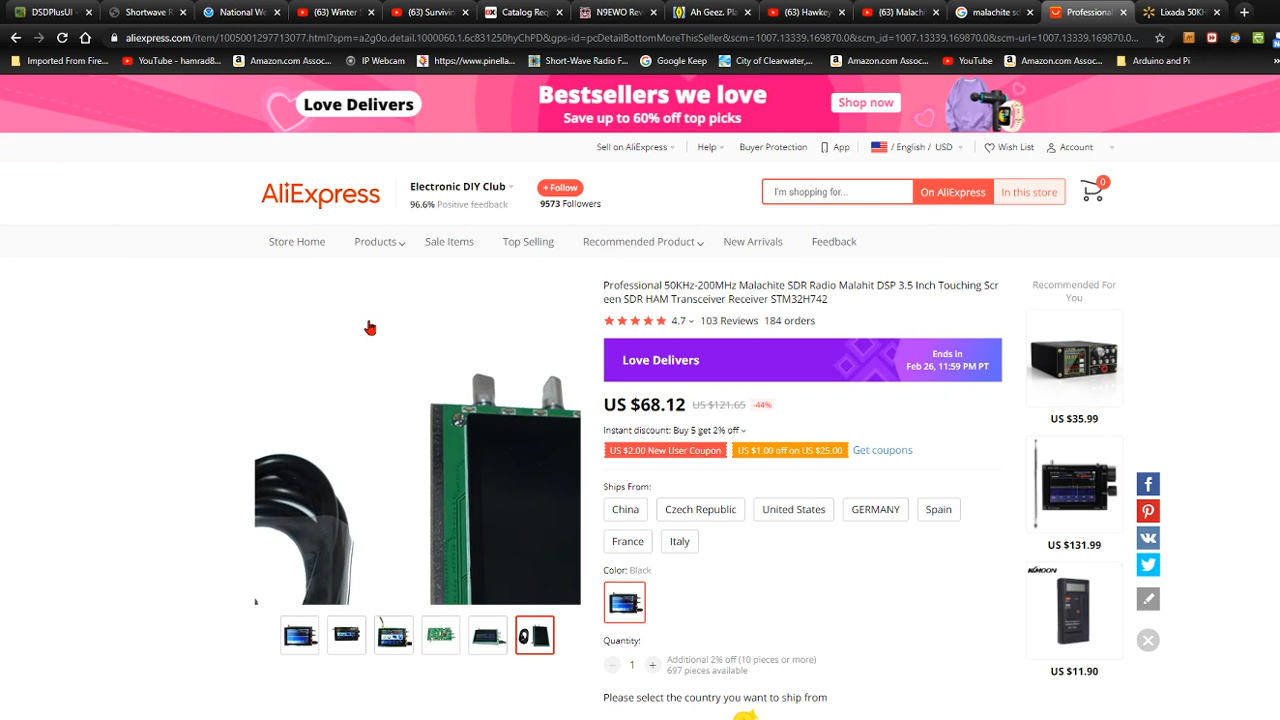 DSDPlusUI
Shortwave R
National We
(63) Winter S
(63) Survivin
Catalog Req
N9EWO Rev
Ah Geez. Pl
(63) Hawkey
(63) Malach
malachite sd
Professional
Lixada 50KH
aliexpress.com/item/1005001297713077.html?spm=a2g0o.detail.1000060.1.6c831250hyChPD&gps-id=pcDetailBottomMoreThisSeller&scm=1007.13339.169870.0&scm_id=1007.13339.169870.0&scm-url=1007.13339.169870.0...
Imported From Fire...
YouTube - hamrad8...
Amazon.com Assoc...
IP Webcam
https://www.pinella...
Short-Wave Radio F...
Google Keep
City of Clearwater,...
Amazon.com Assoc...
YouTube
Amazon.com Assoc...
Arduino and Pi
Love Delivers
Bestsellers we love
Save up to 60% off top picks
Shop now
Sell on AliExpress
Help
Buyer Protection
App
/ English / USD
Wish List
Account
AliExpress
Electronic DIY Club
96.6% Positive feedback
+ Follow
9573 Followers
I'm shopping for...
On AliExpress
In this store
0
Store Home
Products
Sale Items
Top Selling
Recommended Product
New Arrivals
Feedback
Professional 50KHz-200MHz Malachite SDR Radio Malahit DSP 3.5 Inch Touching Scr
een SDR HAM Transceiver Receiver STM32H742
4.7
103 Reviews
184 orders
Love Delivers
Ends in
Feb 26, 11:59 PM PT
US $68.12
US $121.65
-44%
Instant discount: Buy 5 get 2% off
US $2.00 New User Coupon
US $1.00 off on US $25.00
Get coupons
Ships From:
China
Czech Republic
United States
GERMANY
Spain
France
Italy
Color: Black
Quantity:
1
Additional 2% off (10 pieces or more)
697 pieces available
Please select the country you want to ship from
Recommended For
You
US $35.99
US $131.99
KKMOON
US $11.90